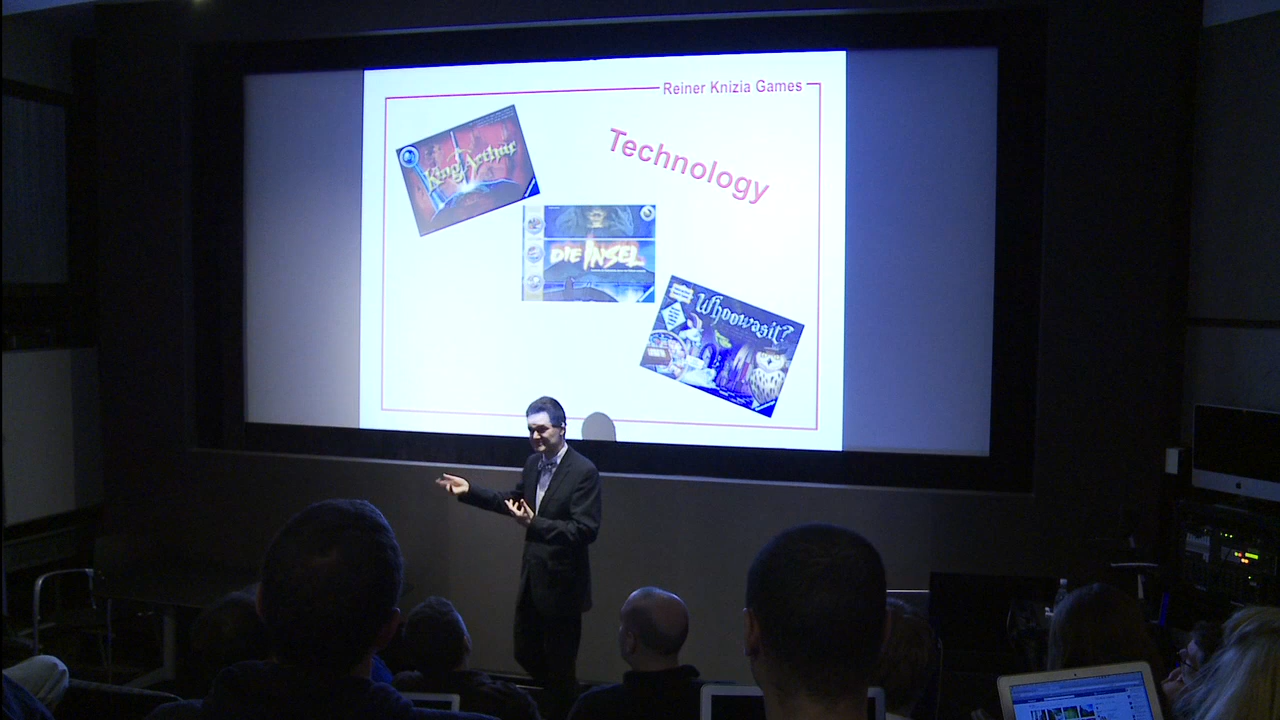 Reiner Knizia Games
Technology
King Arthur
DIE INSEL
Whoowasit?